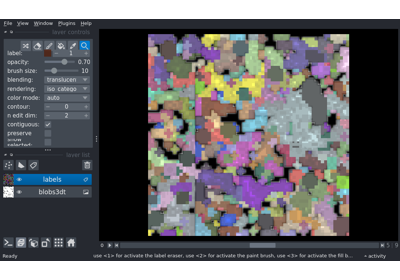 File View Window Plugins Help
layer controls
label: 1
opacity: 0.70
brush size: 10
blending: translucen
rendering: iso_catego
color mode: auto
contour: 0
n edit dim: 2
contiguous:
preserve
selected:
layer list
labels
blobs3dt
Ready
use <1> for activate the label eraser, use <2> for activate the paint brush, use <3> for activate the fill b...
activity